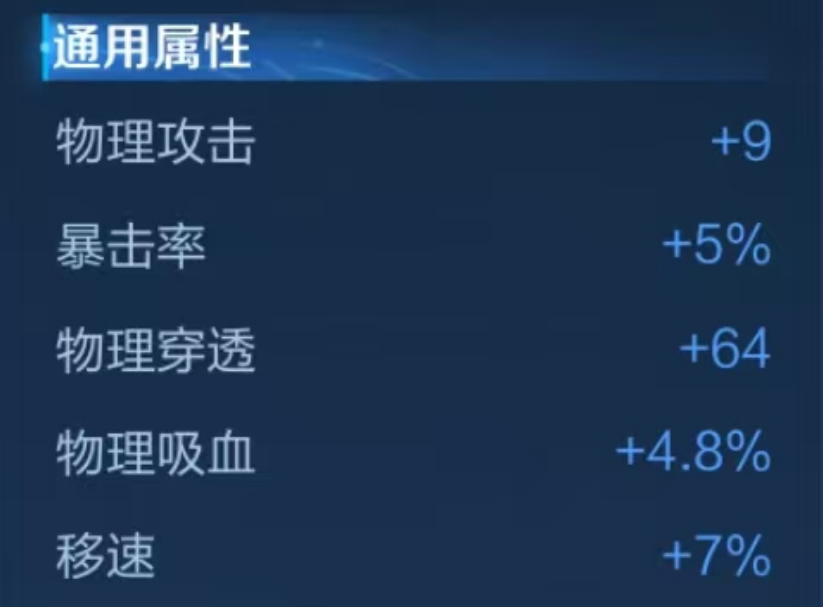 通用属性
物理攻击 +9
暴击率 +5%
物理穿透 +64
物理吸血 +4.8%
移速 +7%